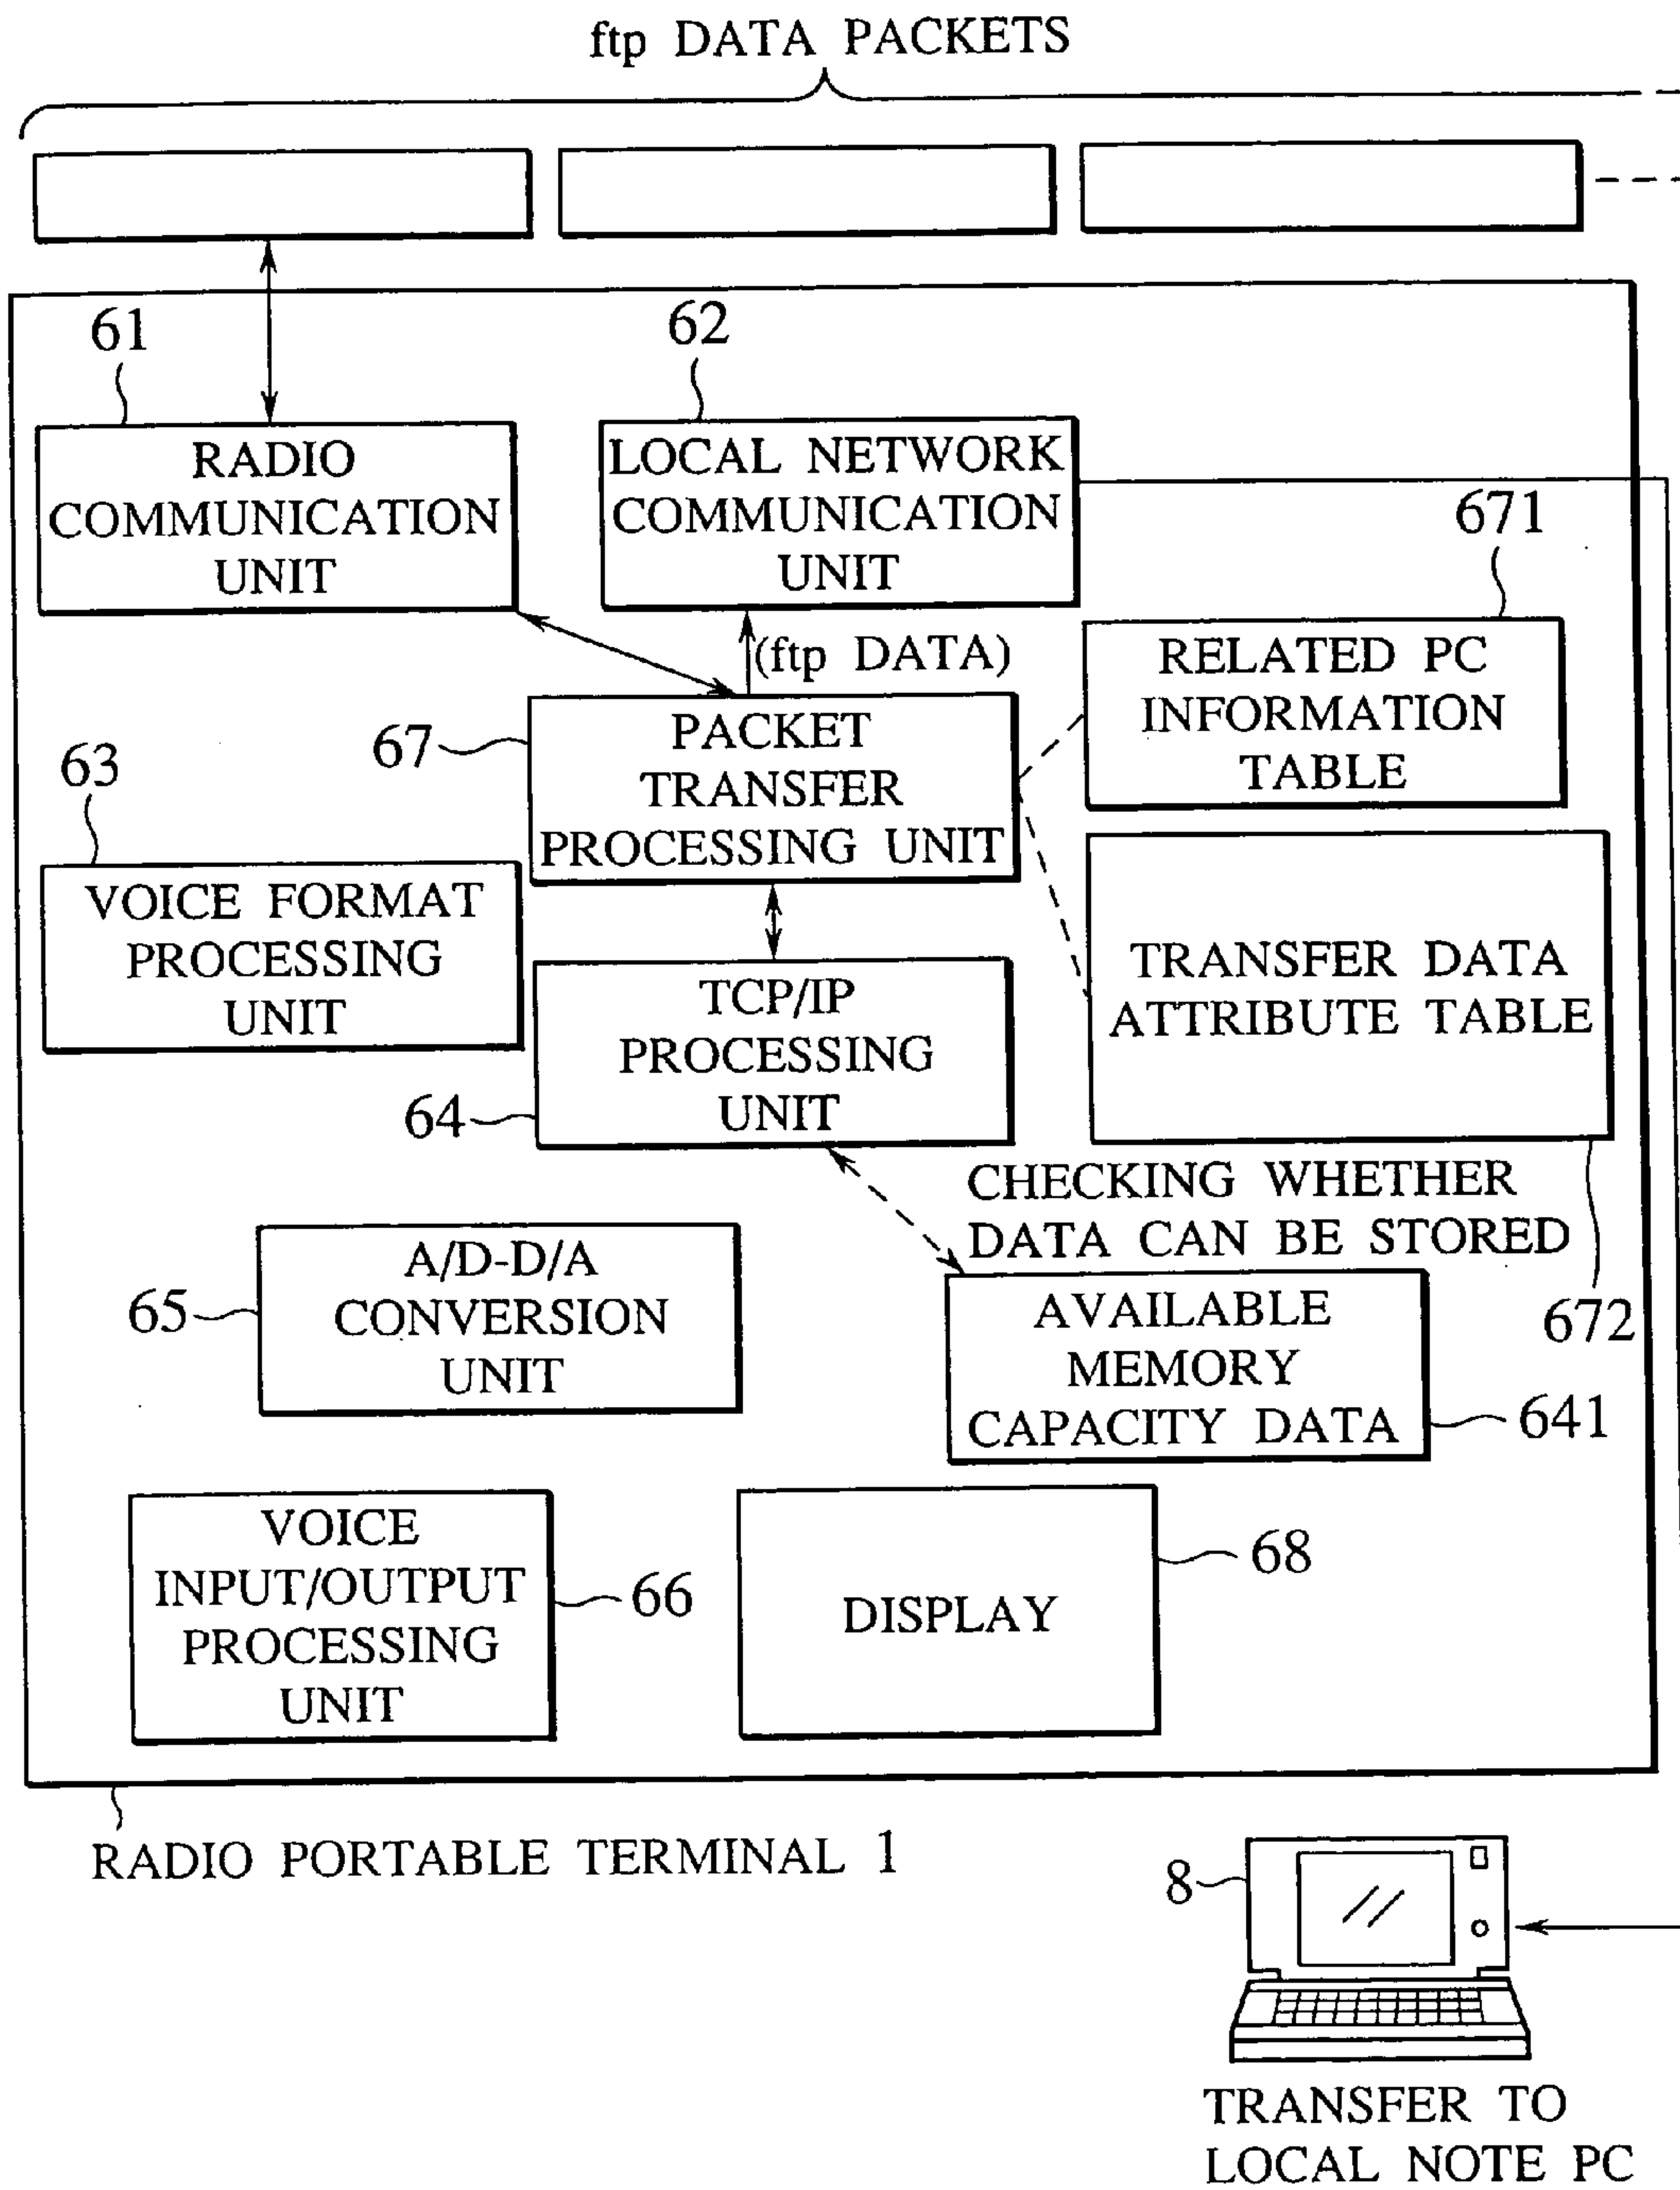 ftp DATA PACKETS
61
62
RADIO
COMMUNICATION
UNIT
LOCAL NETWORK
COMMUNICATION
UNIT
671
(ftp DATA)
RELATED PC
INFORMATION
TABLE
67
PACKET
TRANSFER
PROCESSING UNIT
63
VOICE FORMAT
PROCESSING
UNIT
TRANSFER DATA
ATTRIBUTE TABLE
TCP/IP
PROCESSING
UNIT
64
CHECKING WHETHER
DATA CAN BE STORED
672
A/D-D/A
CONVERSION
UNIT
65
AVAILABLE
MEMORY
CAPACITY DATA
641
VOICE
INPUT/OUTPUT
PROCESSING
UNIT
66
DISPLAY
68
RADIO PORTABLE TERMINAL 1
8
TRANSFER TO
LOCAL NOTE PC